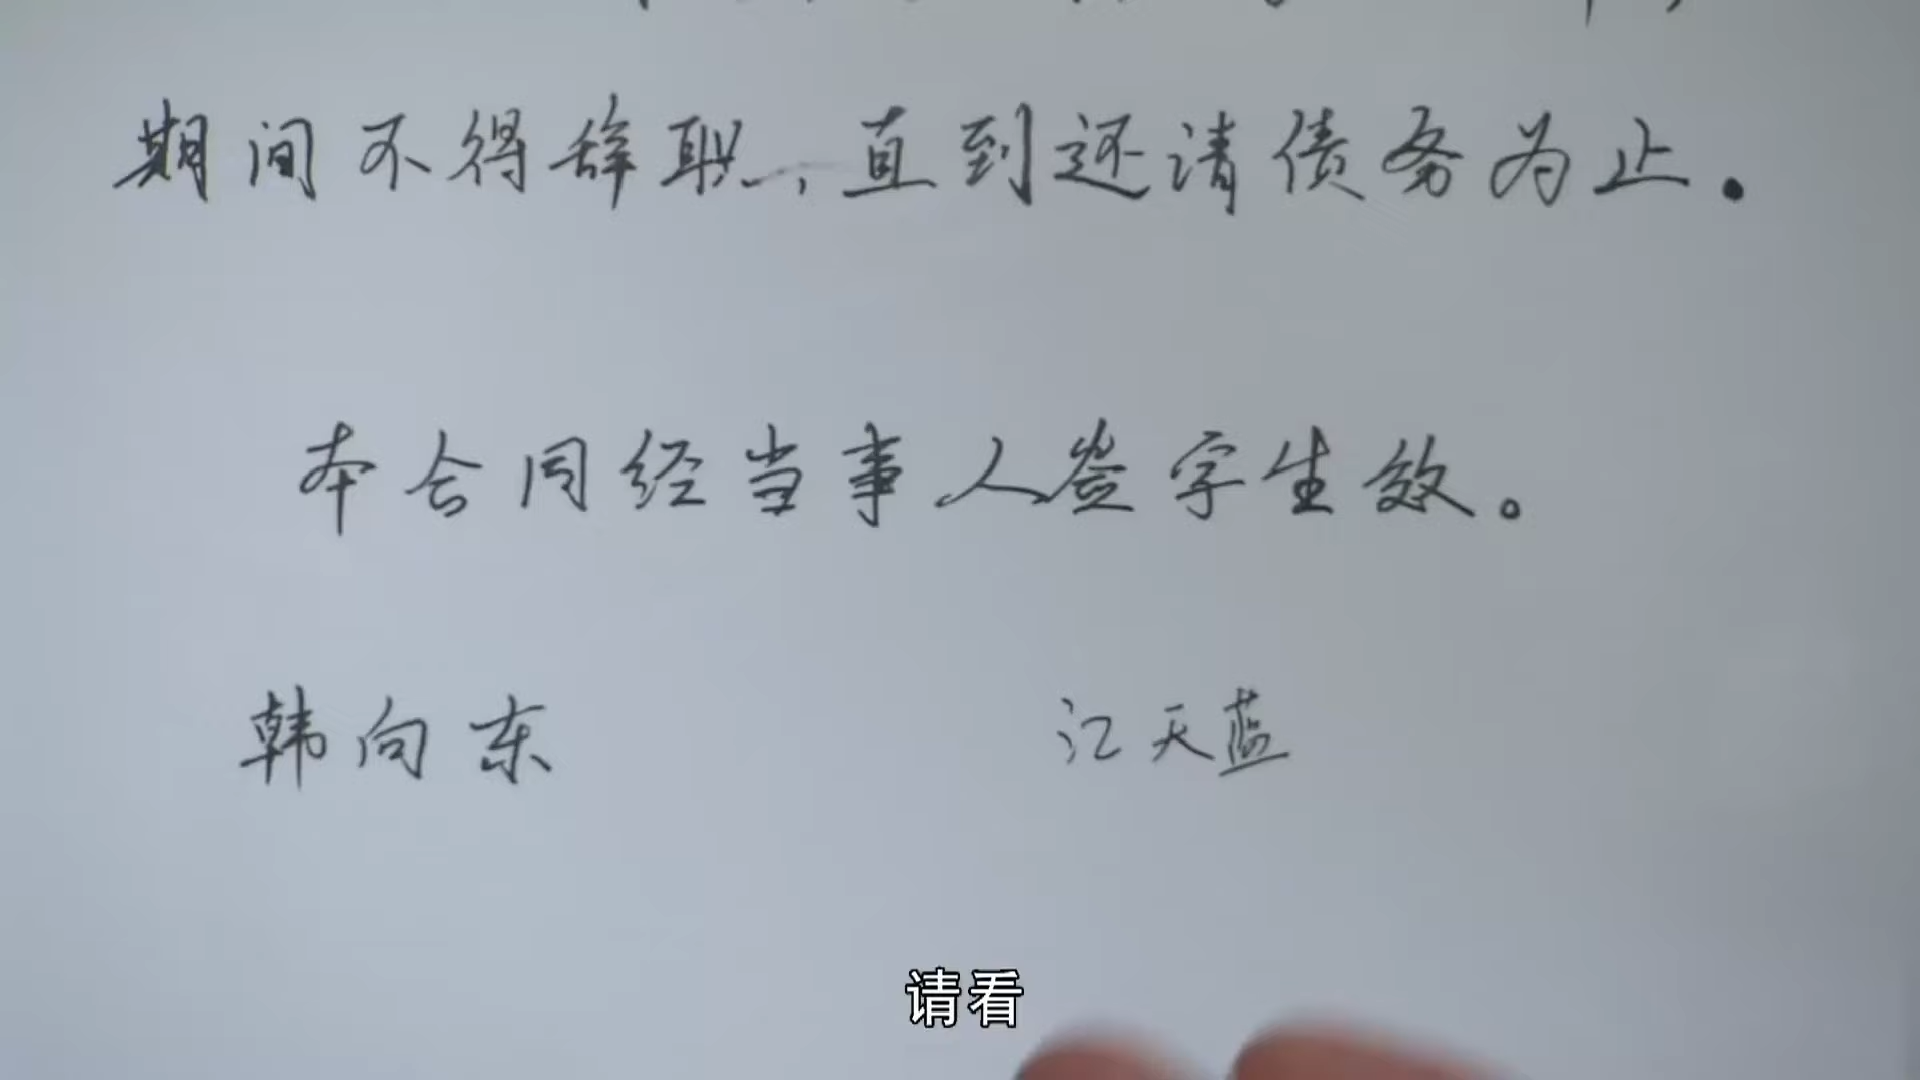 期间不得辞职，直到还请债务为止.
本合同经当事人签字生效。
韩向东 江天蓝
请看